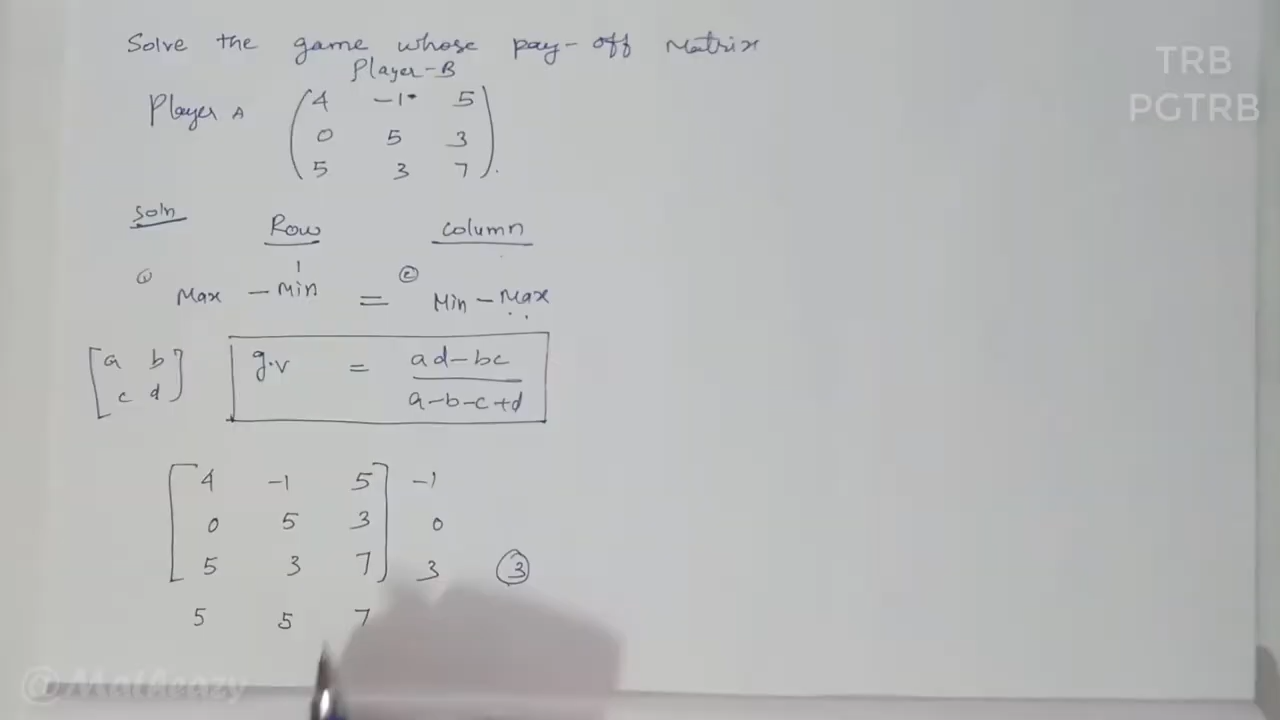 Solve the game whose pay-off Matrix
Player-B
Player A
4 -1 5
0 5 3
5 3 7
TRB
PGTRB
Soln
Row column
(1) Max - Min = (2) Min - Max
a b
c d
g.v = ad-bc
a-b-c+d
4 -1 5 -1
0 5 3 0
5 3 7 3 3
5 5 7